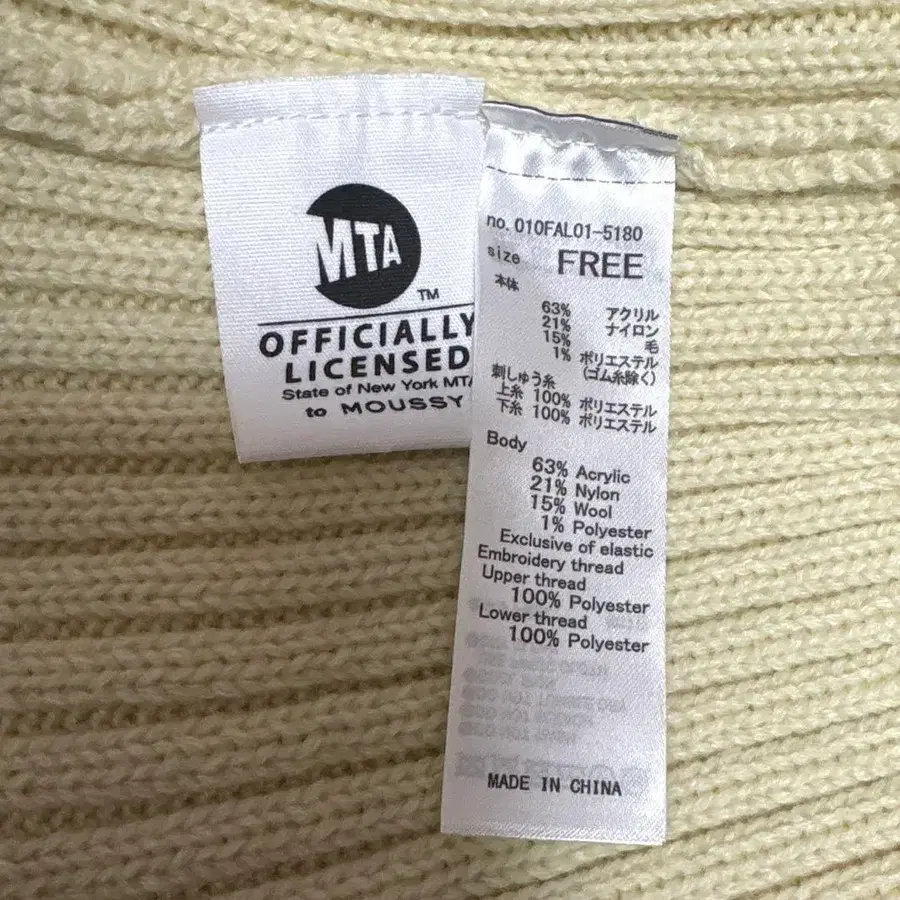 MTA
TM
OFFICIALLY
LICENSED
State of New York MTA
to MOUSSY
no. 010FAL01-5180
size FREE
本体
63% アクリル
21% ナイロン
15% 毛
1% ポリエステル
(ゴム糸除く)
刺しゅう糸
上糸 100% ポリエステル
下糸 100% ポリエステル
Body
63% Acrylic
21% Nylon
15% Wool
1% Polyester
Exclusive of elastic
Embroidery thread
Upper thread
100% Polyester
Lower thread
100% Polyester
MADE IN CHINA